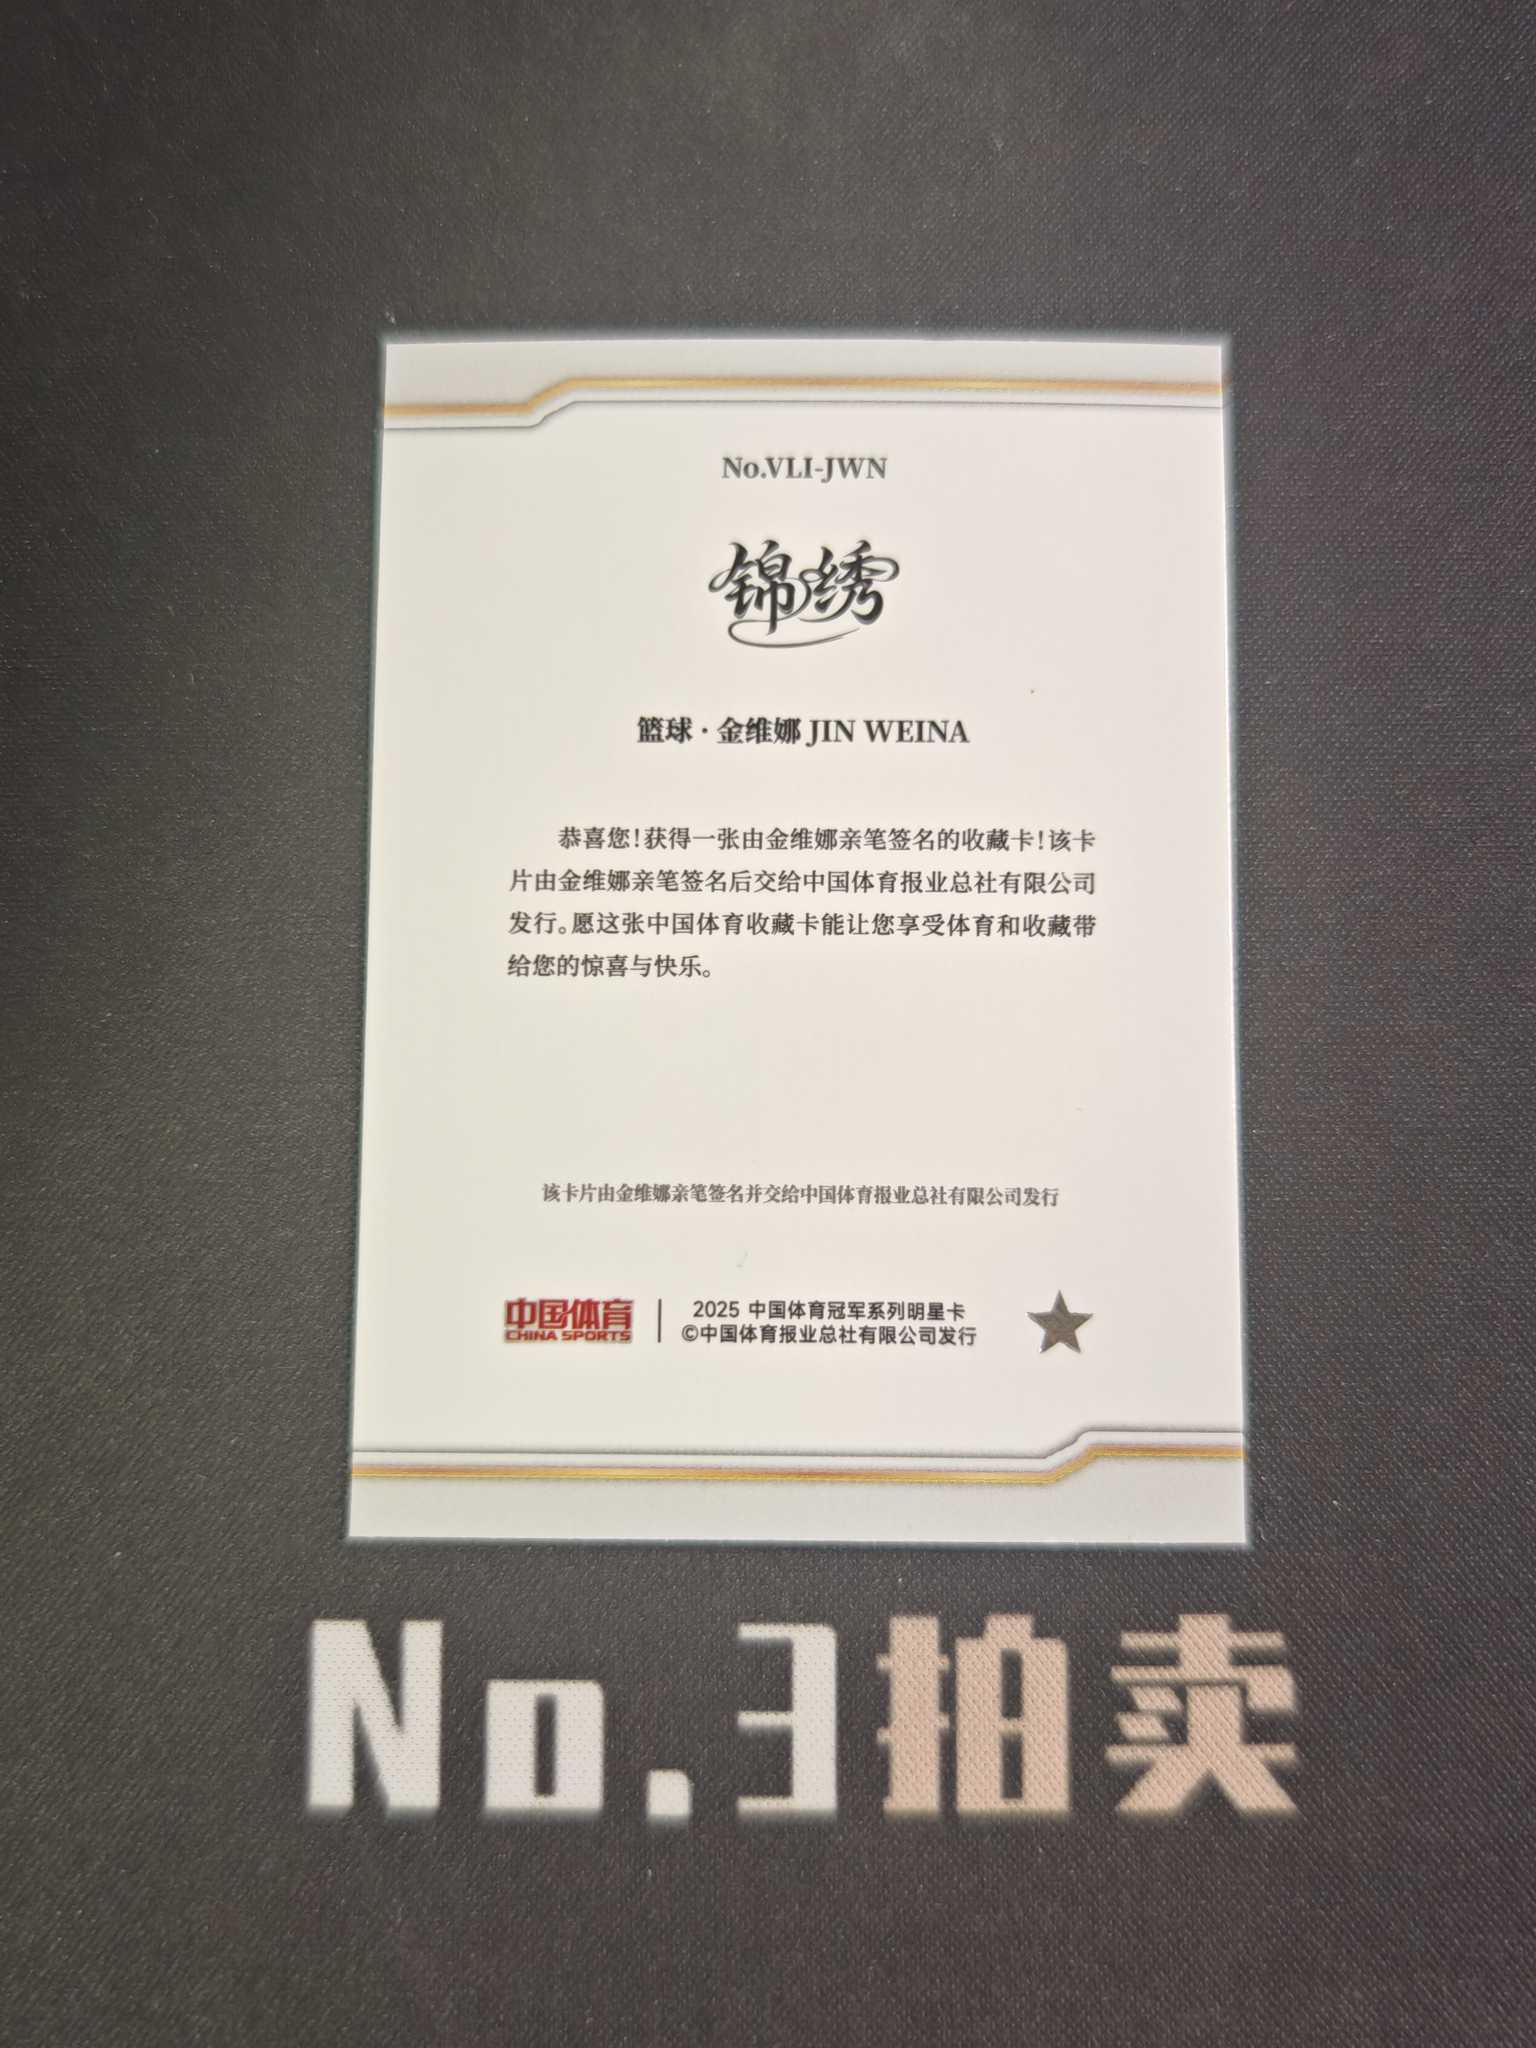 No.VLI-JWN
锦绣
篮球·金维娜 JIN WEINA
恭喜您!获得一张由金维娜亲笔签名的收藏卡!该卡
片由金维娜亲笔签名后交给中国体育报业总社有限公司
发行。愿这张中国体育收藏卡能让您享受体育和收藏带
给您的惊喜与快乐。
该卡片由金维娜亲笔签名并交给中国体育报业总社有限公司发行
中国体育
CHINA SPORTS
2025 中国体育冠军系列明星卡
©中国体育报业总社有限公司发行
No.3拍卖